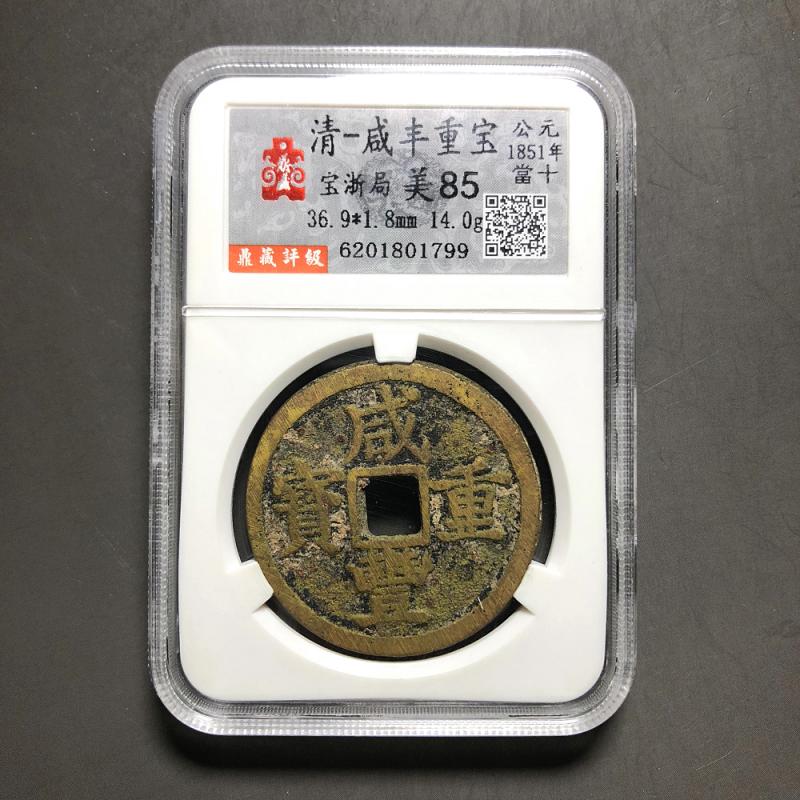 清-咸丰重宝 公元
1851年
宝浙局 美85 當十
36.9*1.8mm 14.0g
鼎藏評級 6201801799
咸
寶 重
豐